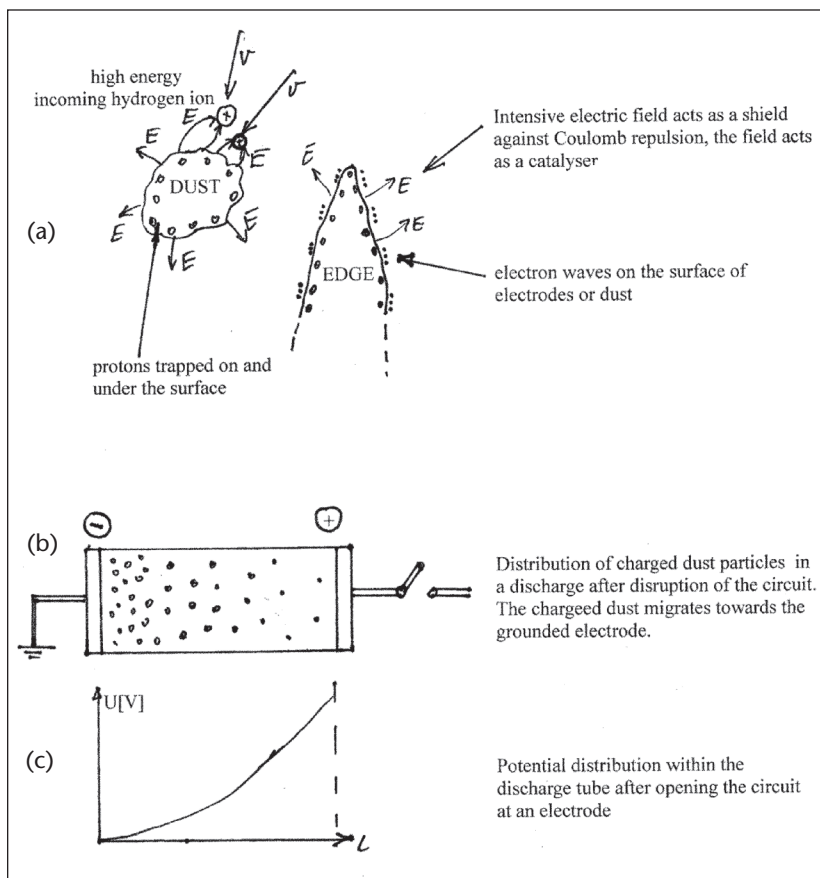 v
v
high energy
incoming hydrogen ion
E
+
Intensive electric field acts as a shield
against Coulomb repulsion, the field acts
as a catalyser
E
E
E
DUST
E
(a)
E
E
E
E
EDGE
electron waves on the surface of
electrodes or dust
protons trapped on and
under the surface
−
+
(b)
Distribution of charged dust particles in
a discharge after disruption of the circuit.
The chargeed dust migrates towards the
grounded electrode.
U[V]
(c)
Potential distribution within the
discharge tube after opening the circuit
at an electrode
L